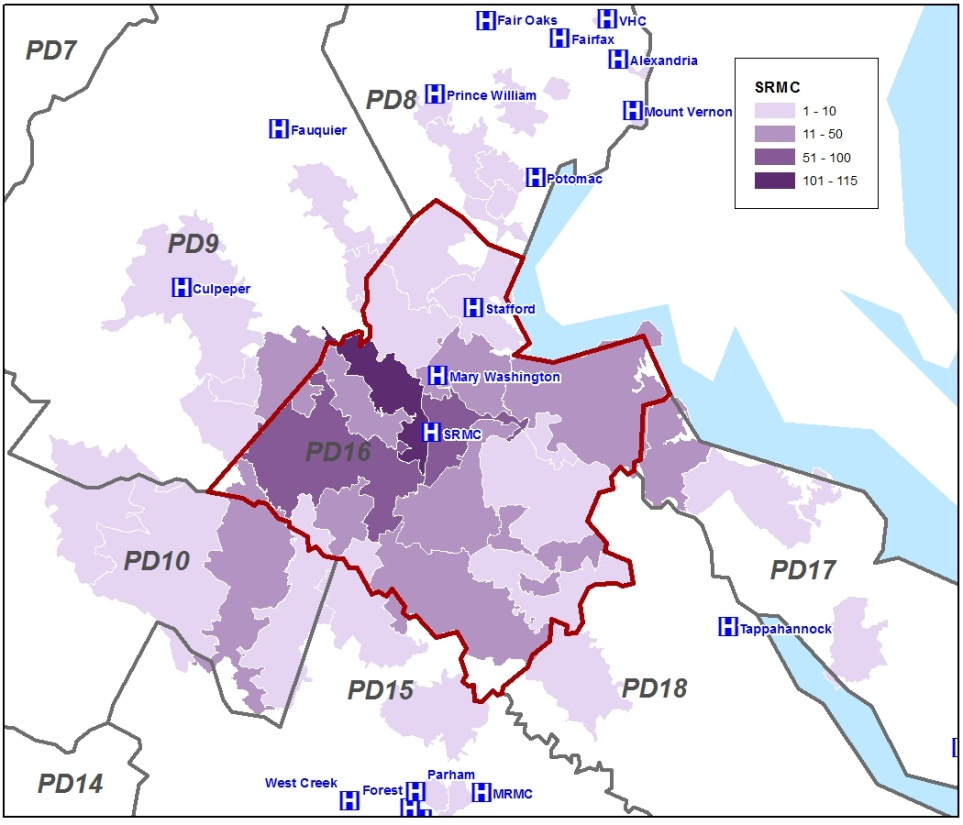 Fair Oaks
VHC
PD7
Fairfax
Alexandria
SRMC
1 - 10
11 - 50
51 - 100
101 - 115
PD8
H Prince William
H Mount Vernon
H Fauquier
H Potomac
PD9
H Culpeper
H Stafford
H Mary Washington
H SRMC
PD16
PD10
PD17
H Tappahannock
PD15
PD18
PD14
West Creek
Forest
Parham
H MRMC